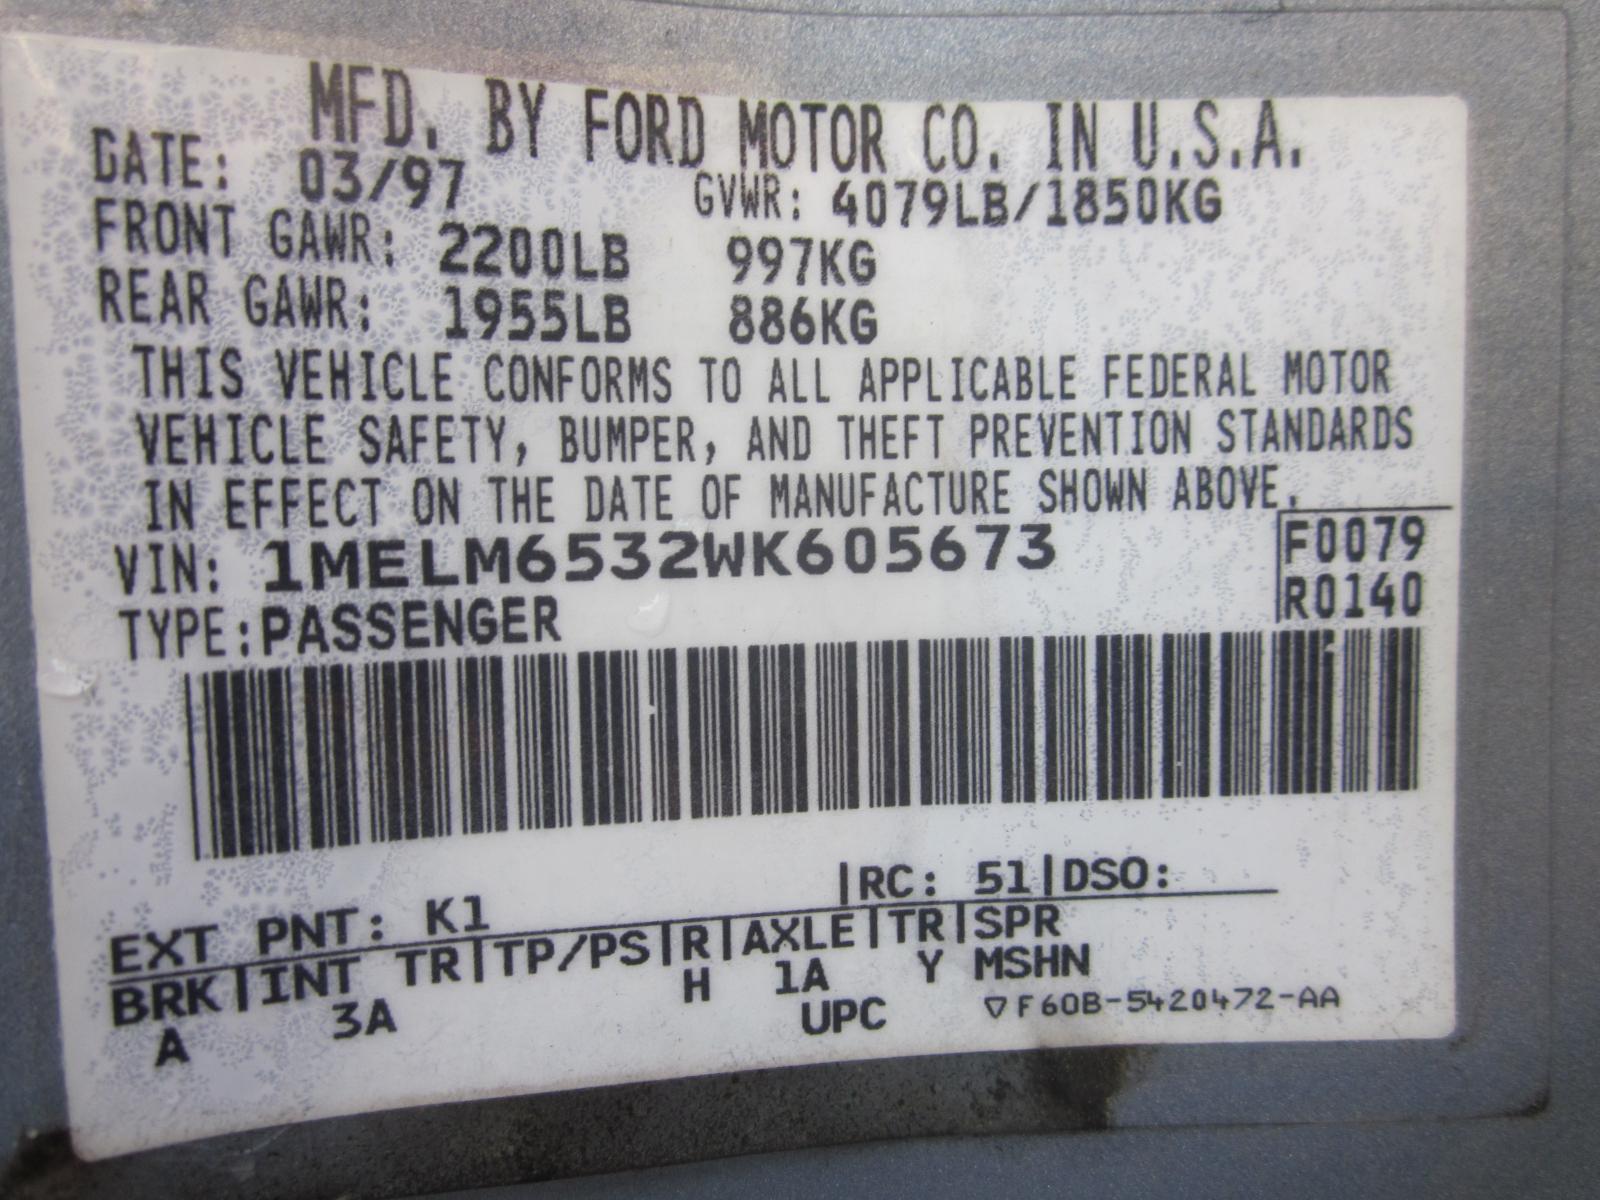 MFD. BY FORD MOTOR CO. IN U.S.A.
DATE: 03/97 GVWR: 4079LB/1850KG
FRONT GAWR: 2200LB 997KG
REAR GAWR: 1955LB 886KG
THIS VEHICLE CONFORMS TO ALL APPLICABLE FEDERAL MOTOR
VEHICLE SAFETY, BUMPER, AND THEFT PREVENTION STANDARDS
IN EFFECT ON THE DATE OF MANUFACTURE SHOWN ABOVE.
VIN: 1MELM6532WK605673 F0079
TYPE:PASSENGER R0140
EXT PNT: K1 |RC: 51|DSO:
BRK|INT TR|TP/PS|R|AXLE|TR|SPR
A 3A H 1A Y MSHN
UPC ▽F60B-5420472-AA